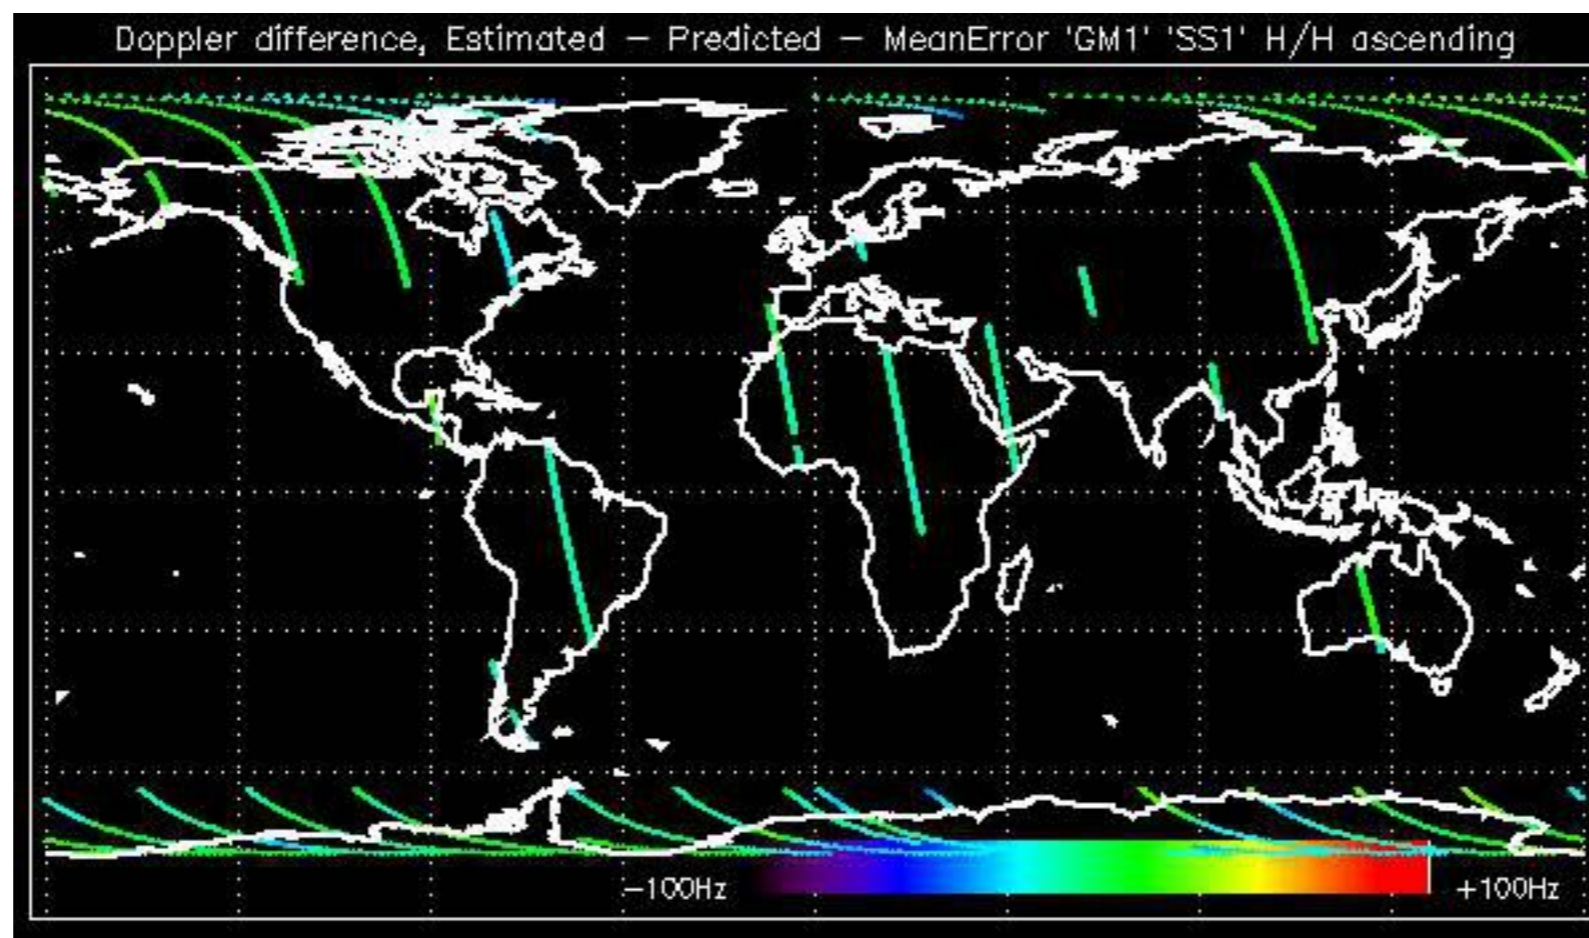 Doppler difference, Estimated – Predicted – MeanError 'GM1' 'SS1' H/H ascending
–100Hz +100Hz